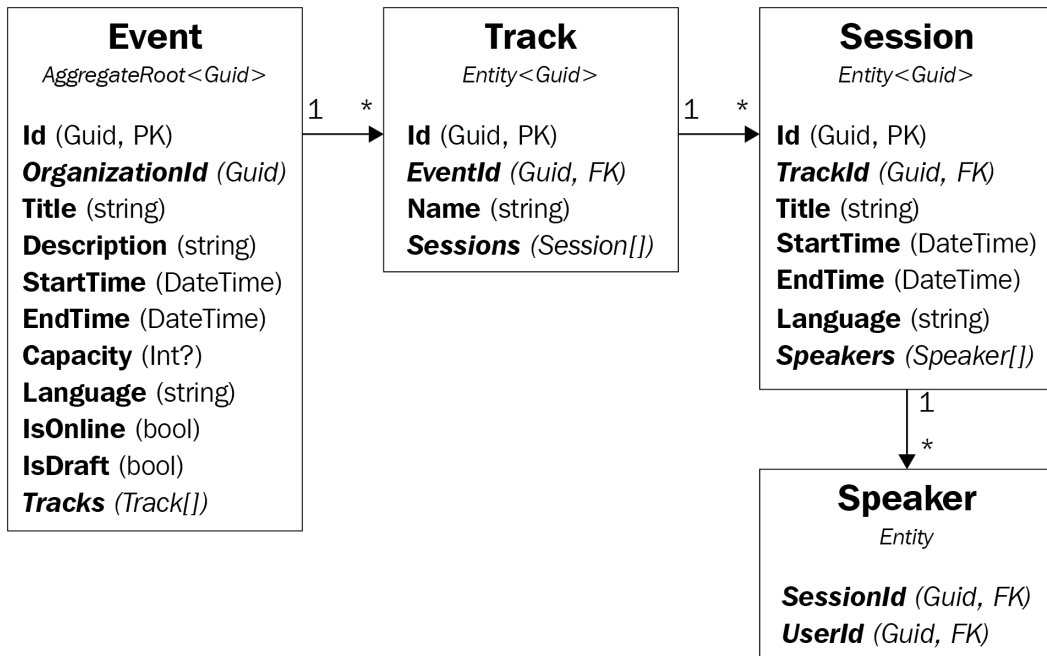 Event
AggregateRoot<Guid>
Id (Guid, PK)
OrganizationId (Guid)
Title (string)
Description (string)
StartTime (DateTime)
EndTime (DateTime)
Capacity (Int?)
Language (string)
IsOnline (bool)
IsDraft (bool)
Tracks (Track[])
1 *
Track
Entity<Guid>
Id (Guid, PK)
EventId (Guid, FK)
Name (string)
Sessions (Session[])
1 *
Session
Entity<Guid>
Id (Guid, PK)
TrackId (Guid, FK)
Title (string)
StartTime (DateTime)
EndTime (DateTime)
Language (string)
Speakers (Speaker[])
1
*
Speaker
Entity
SessionId (Guid, FK)
UserId (Guid, FK)